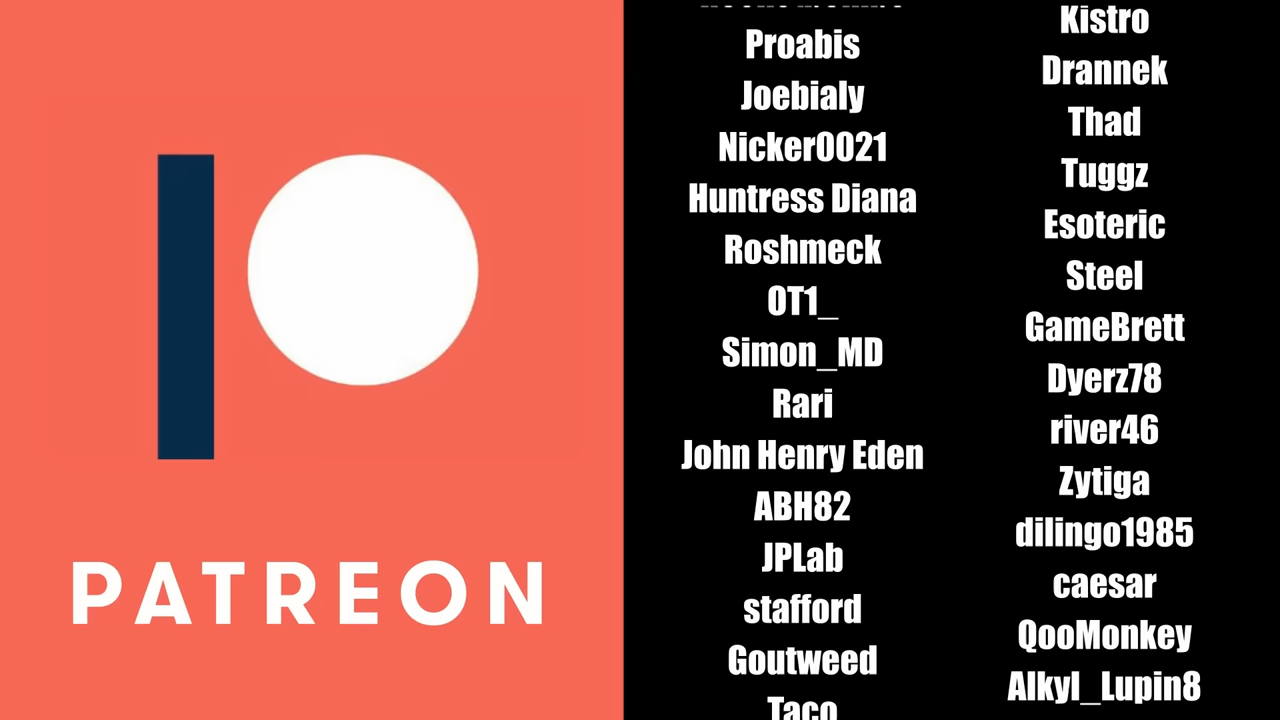 PATREON
Proabis
Joebialy
Nicker0021
Huntress Diana
Roshmeck
OT1_
Simon_MD
Rari
John Henry Eden
ABH82
JPLab
stafford
Goutweed
Taco
Kistro
Drannek
Thad
Tuggz
Esoteric
Steel
GameBrett
Dyerz78
river46
Zytiga
dilingo1985
caesar
QooMonkey
Alkyl_Lupin8